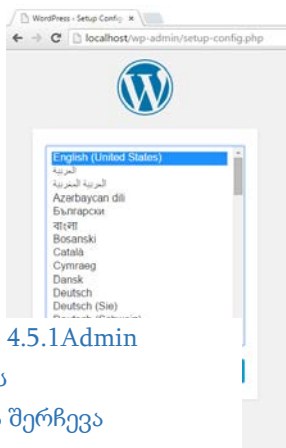 WordPress › Setup Config
localhost/wp-admin/setup-config.php
English (United States)
العربية
العربية المغربية
Azərbaycan dili
Български
বাংলা
Bosanski
Català
Cymraeg
Dansk
Deutsch
Deutsch (Sie)
4.5.1Admin
შერჩევა